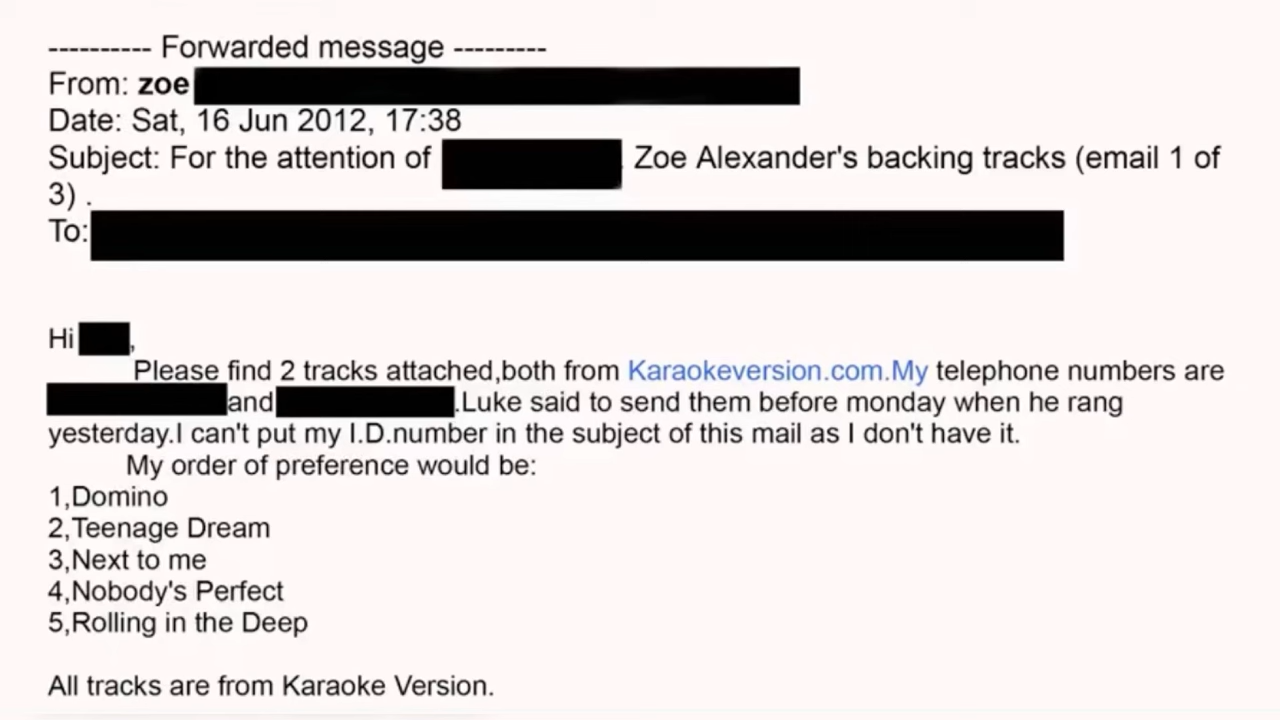 ---------- Forwarded message ---------
From: zoe
Date: Sat, 16 Jun 2012, 17:38
Subject: For the attention of Zoe Alexander's backing tracks (email 1 of
3) .
To:
Hi ,
Please find 2 tracks attached,both from Karaokeversion.com.My telephone numbers are
and .Luke said to send them before monday when he rang
yesterday.I can't put my I.D.number in the subject of this mail as I don't have it.
My order of preference would be:
1,Domino
2,Teenage Dream
3,Next to me
4,Nobody's Perfect
5,Rolling in the Deep
All tracks are from Karaoke Version.